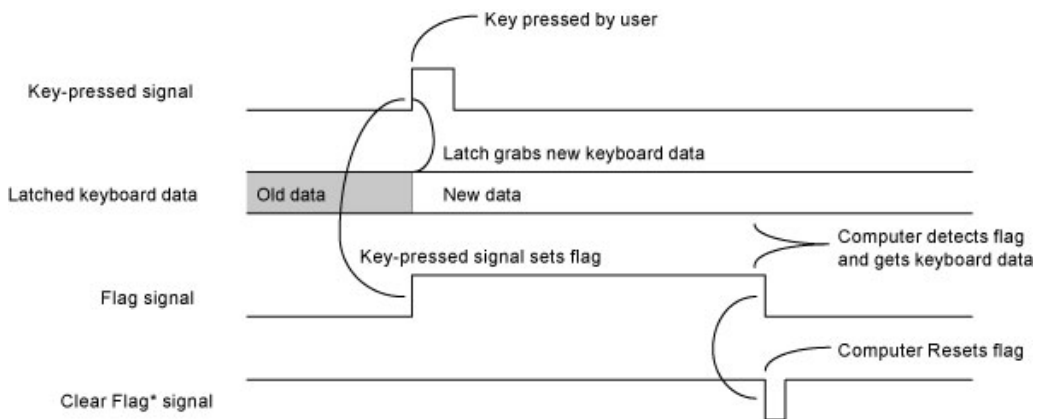 Key pressed by user
Key-pressed signal
Latch grabs new keyboard data
Latched keyboard data
Old data
New data
Computer detects flag
and gets keyboard data
Key-pressed signal sets flag
Flag signal
Computer Resets flag
Clear Flag* signal